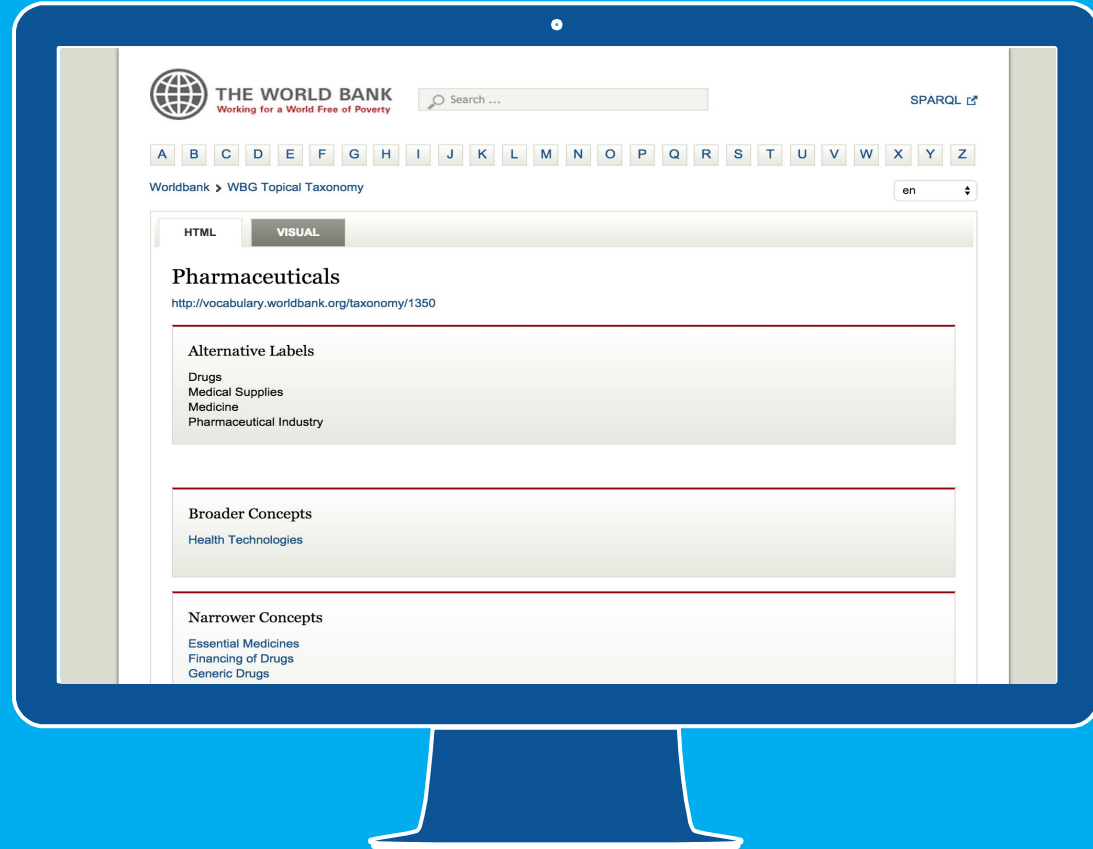 THE WORLD BANK
Working for a World Free of Poverty
Search ...
SPARQL
A B C D E F G H I J K L M N O P Q R S T U V W X Y Z
Worldbank > WBG Topical Taxonomy
en
HTML VISUAL
Pharmaceuticals
http://vocabulary.worldbank.org/taxonomy/1350
Alternative Labels
Drugs
Medical Supplies
Medicine
Pharmaceutical Industry
Broader Concepts
Health Technologies
Narrower Concepts
Essential Medicines
Financing of Drugs
Generic Drugs